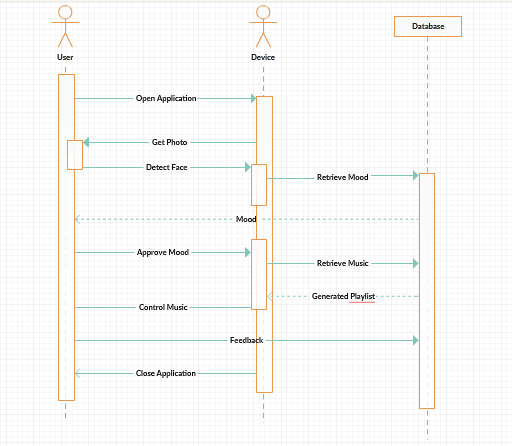 User
Device
Database
Open Application
Get Photo
Detect Face
Retrieve Mood
Mood
Approve Mood
Retrieve Music
Generated Playlist
Control Music
Feedback
Close Application